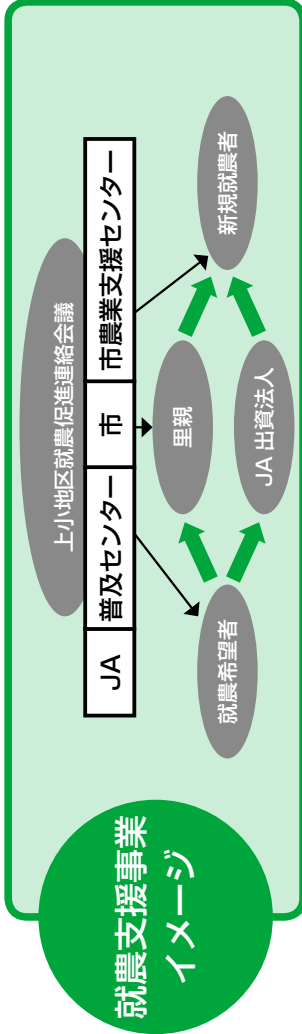 就農支援事業
イメージ
上小地区就農促進連絡会議
JA
普及センター
市
市農業支援センター
就農希望者
里親
JA 出資法人
新規就農者